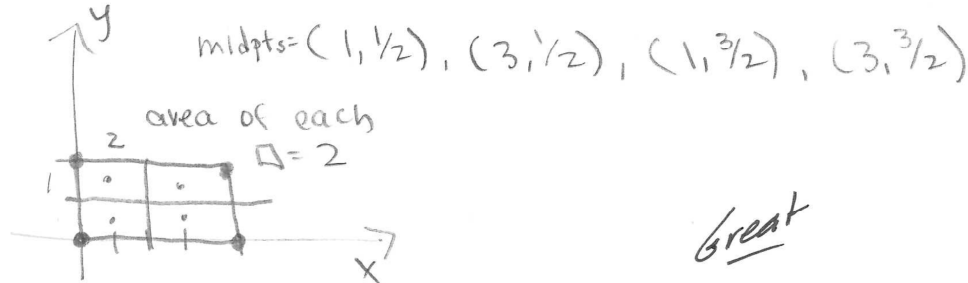 y
midpts=(1,1/2), (3,1/2), (1,3/2), (3,3/2)
area of each
□=2
2
1
x
Great